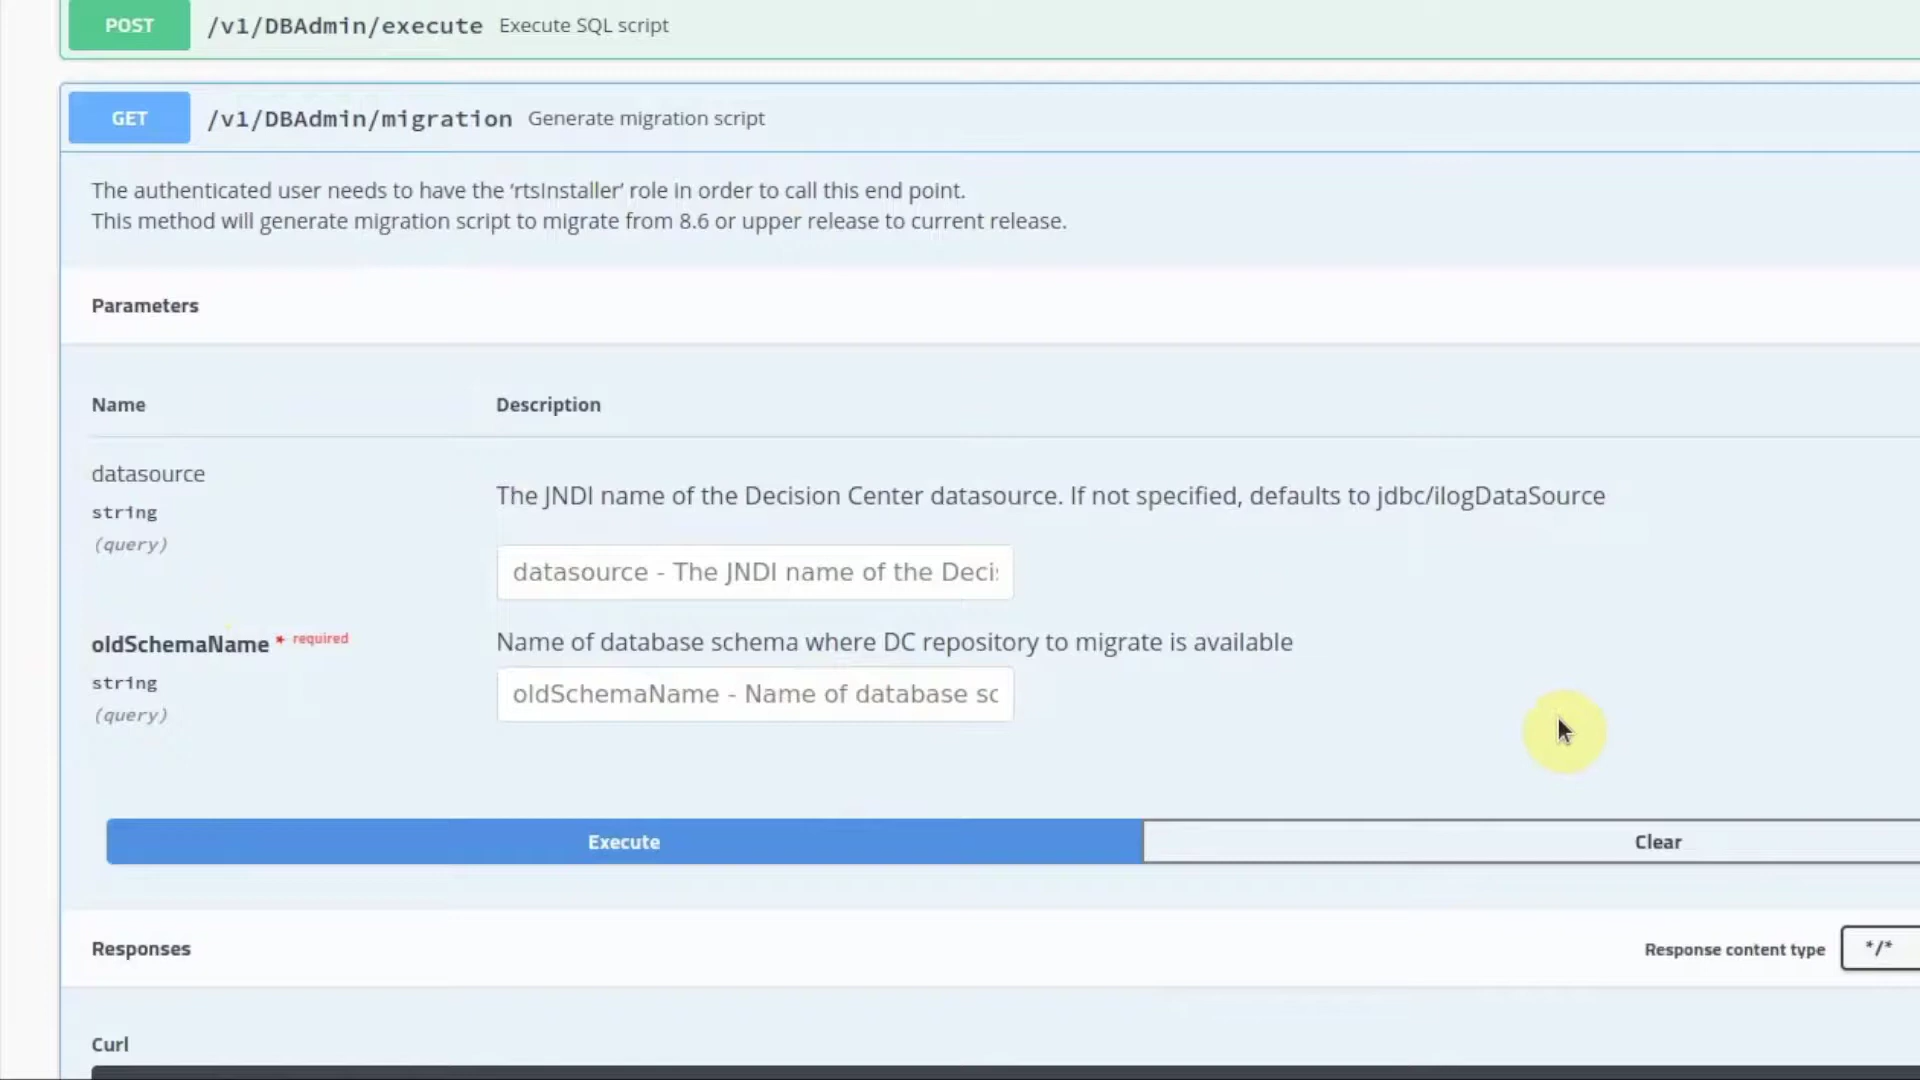 POST /v1/DBAdmin/execute Execute SQL script
GET /v1/DBAdmin/migration Generate migration script
The authenticated user needs to have the ‘rtsInstaller’ role in order to call this end point.
This method will generate migration script to migrate from 8.6 or upper release to current release.
Parameters
Name Description
datasource
string
(query)
The JNDI name of the Decision Center datasource. If not specified, defaults to jdbc/ilogDataSource
datasource - The JNDI name of the Deci
oldSchemaName * required
string
(query)
Name of database schema where DC repository to migrate is available
oldSchemaName - Name of database sc
Execute Clear
Responses Response content type */*
Curl